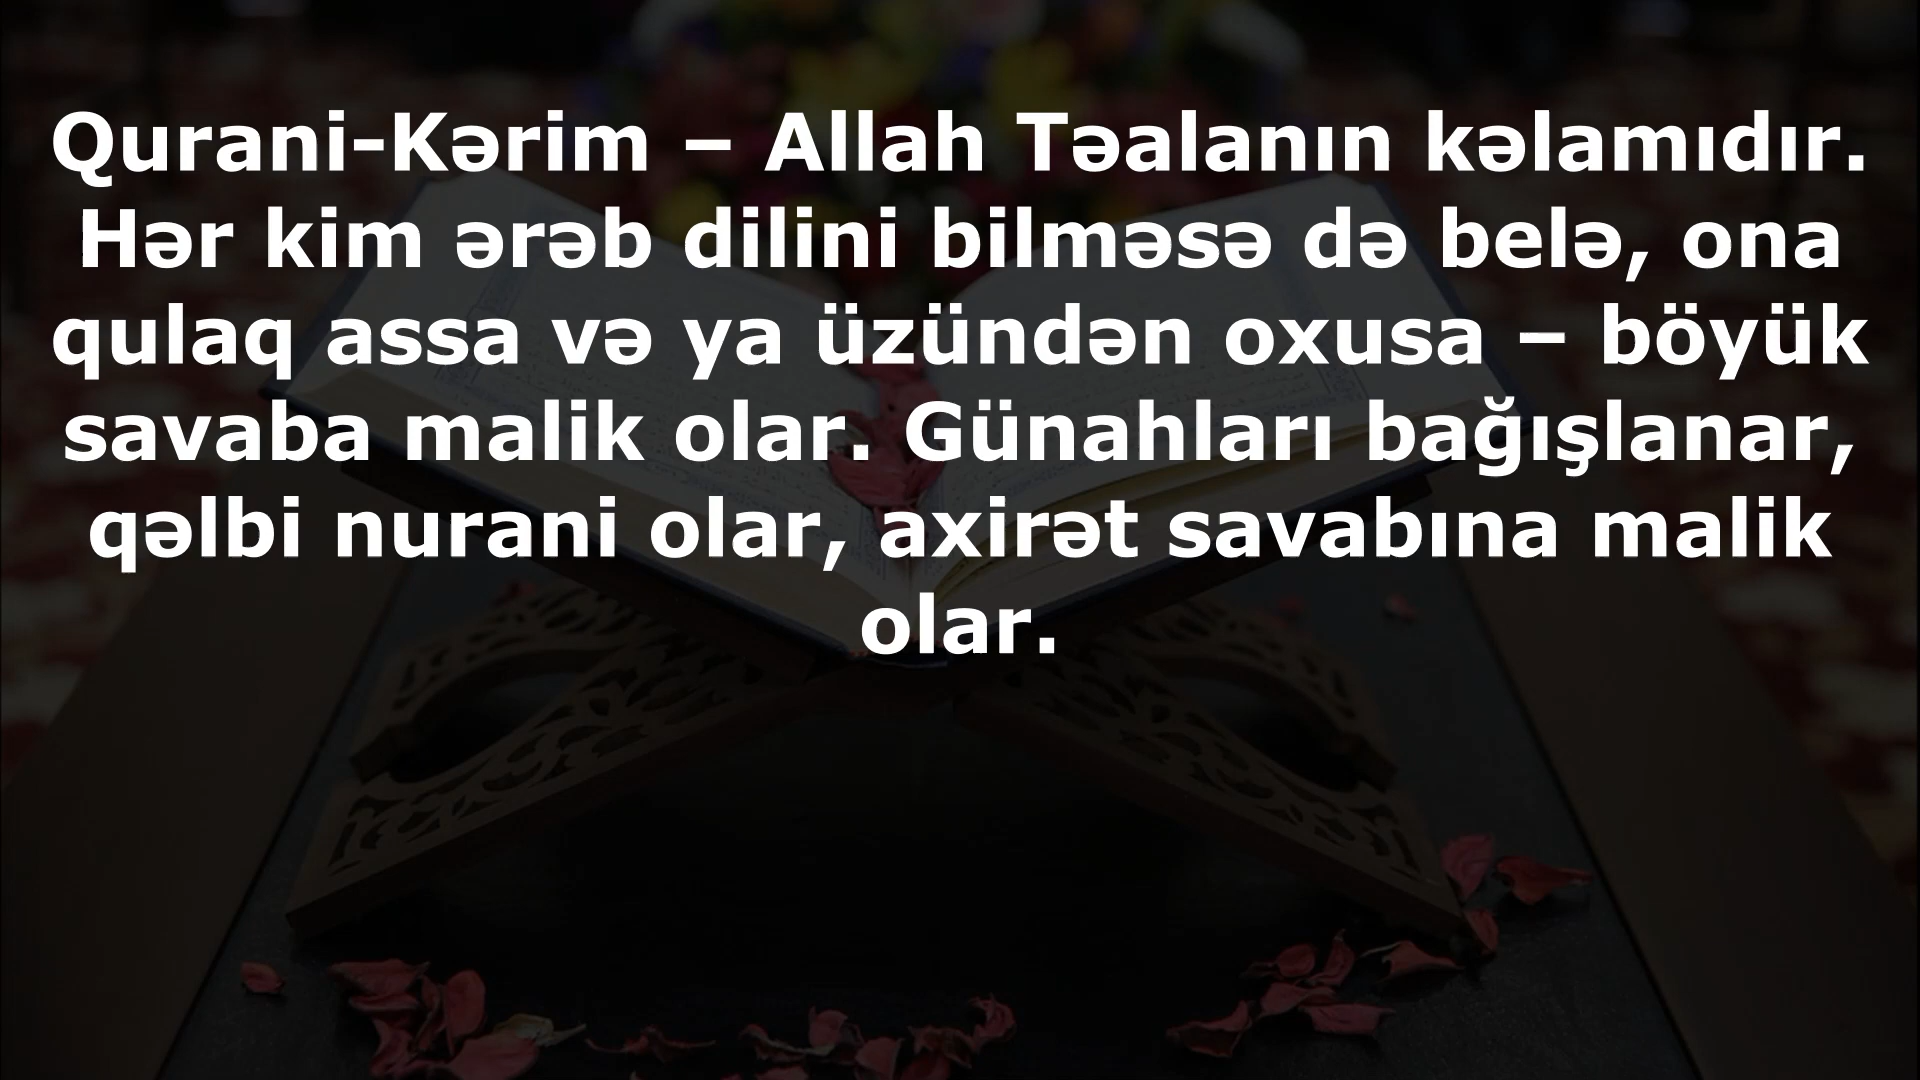 Qurani-Kərim – Allah Təalanın kəlamıdır.
Hər kim ərəb dilini bilməsə də belə, ona
qulaq assa və ya üzündən oxusa – böyük
savaba malik olar. Günahları bağışlanar,
qəlbi nurani olar, axirət savabına malik
olar.